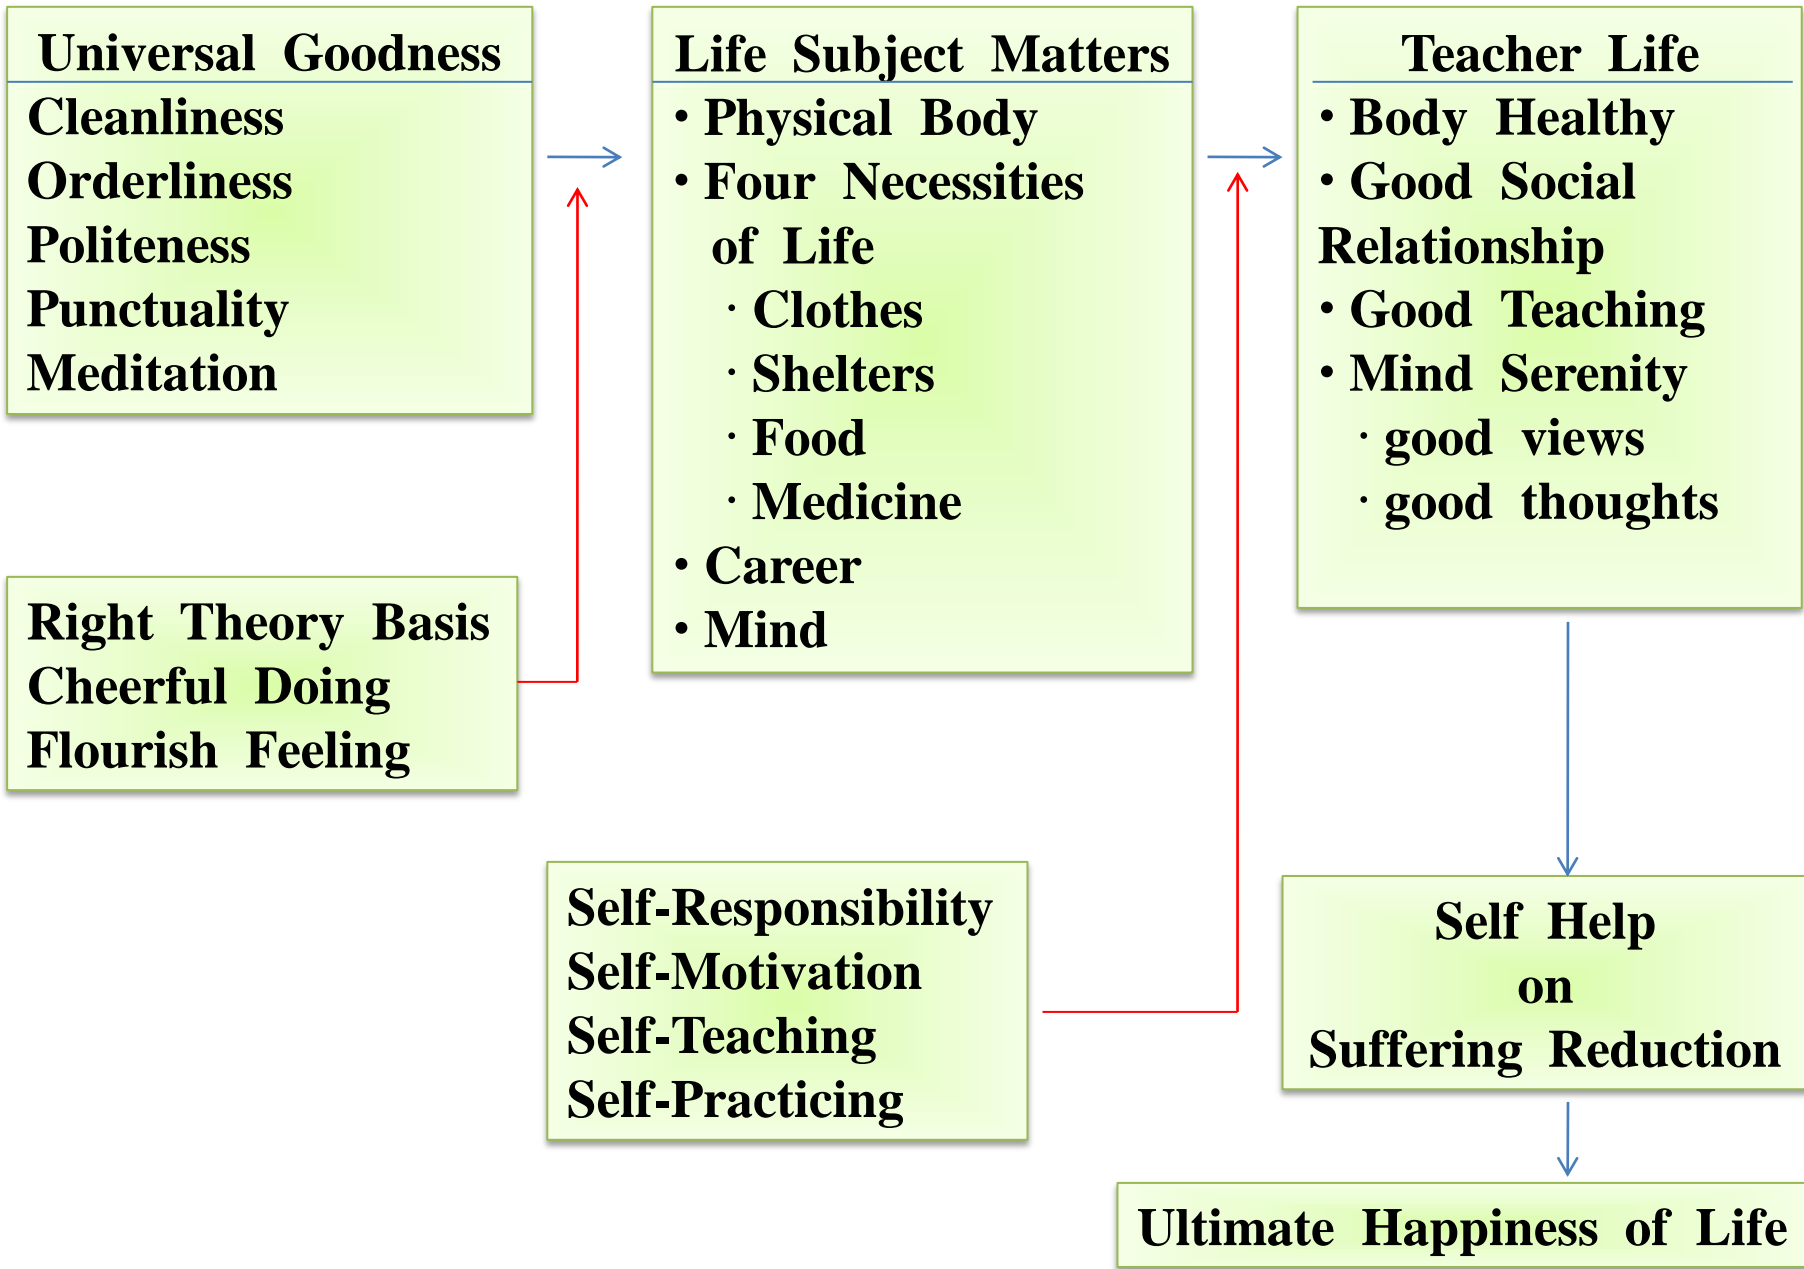 Universal Goodness
Cleanliness
Orderliness
Politeness
Punctuality
Meditation
Life Subject Matters
• Physical Body
• Four Necessities
of Life
· Clothes
· Shelters
· Food
· Medicine
• Career
• Mind
Teacher Life
• Body Healthy
• Good Social
Relationship
• Good Teaching
• Mind Serenity
· good views
· good thoughts
Right Theory Basis
Cheerful Doing
Flourish Feeling
Self-Responsibility
Self-Motivation
Self-Teaching
Self-Practicing
Self Help
on
Suffering Reduction
Ultimate Happiness of Life